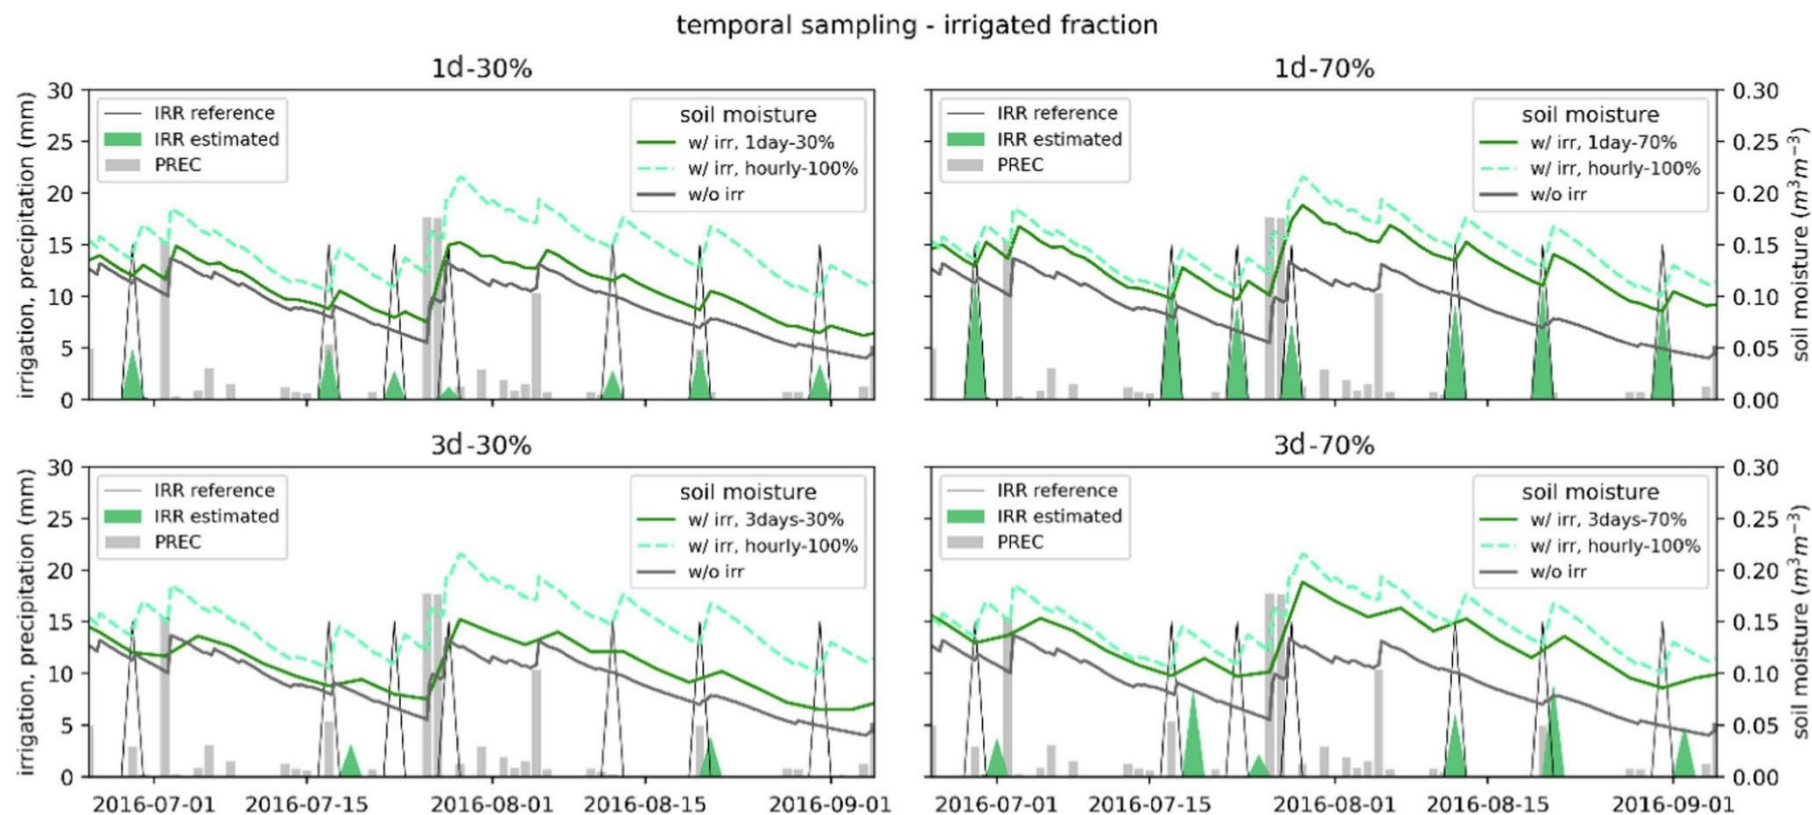 temporal sampling - irrigated fraction
1d-30%
1d-70%
30
25
20
15
10
5
0
irrigation, precipitation (mm)
IRR reference
IRR estimated
PREC
soil moisture
w/ irr, 1day-30%
w/ irr, hourly-100%
w/o irr
IRR reference
IRR estimated
PREC
soil moisture
w/ irr, 1day-70%
w/ irr, hourly-100%
w/o irr
0.30
0.25
0.20
0.15
0.10
0.05
0.00
soil moisture (m³m⁻³)
3d-30%
3d-70%
30
25
20
15
10
5
0
irrigation, precipitation (mm)
IRR reference
IRR estimated
PREC
soil moisture
w/ irr, 3days-30%
w/ irr, hourly-100%
w/o irr
IRR reference
IRR estimated
PREC
soil moisture
w/ irr, 3days-70%
w/ irr, hourly-100%
w/o irr
0.30
0.25
0.20
0.15
0.10
0.05
0.00
soil moisture (m³m⁻³)
2016-07-01 2016-07-15 2016-08-01 2016-08-15 2016-09-01
2016-07-01 2016-07-15 2016-08-01 2016-08-15 2016-09-01